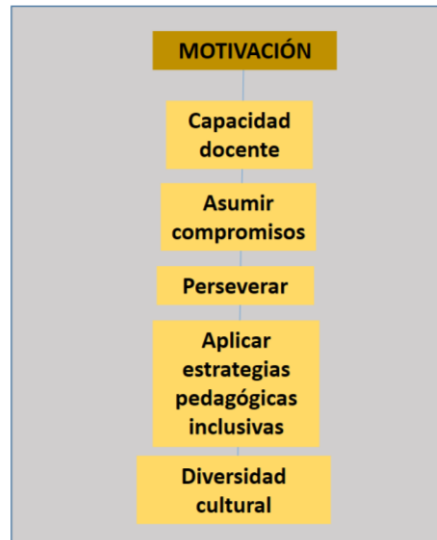 MOTIVACIÓN
Capacidad
docente
Asumir
compromisos
Perseverar
Aplicar
estrategias
pedagógicas
inclusivas
Diversidad
cultural